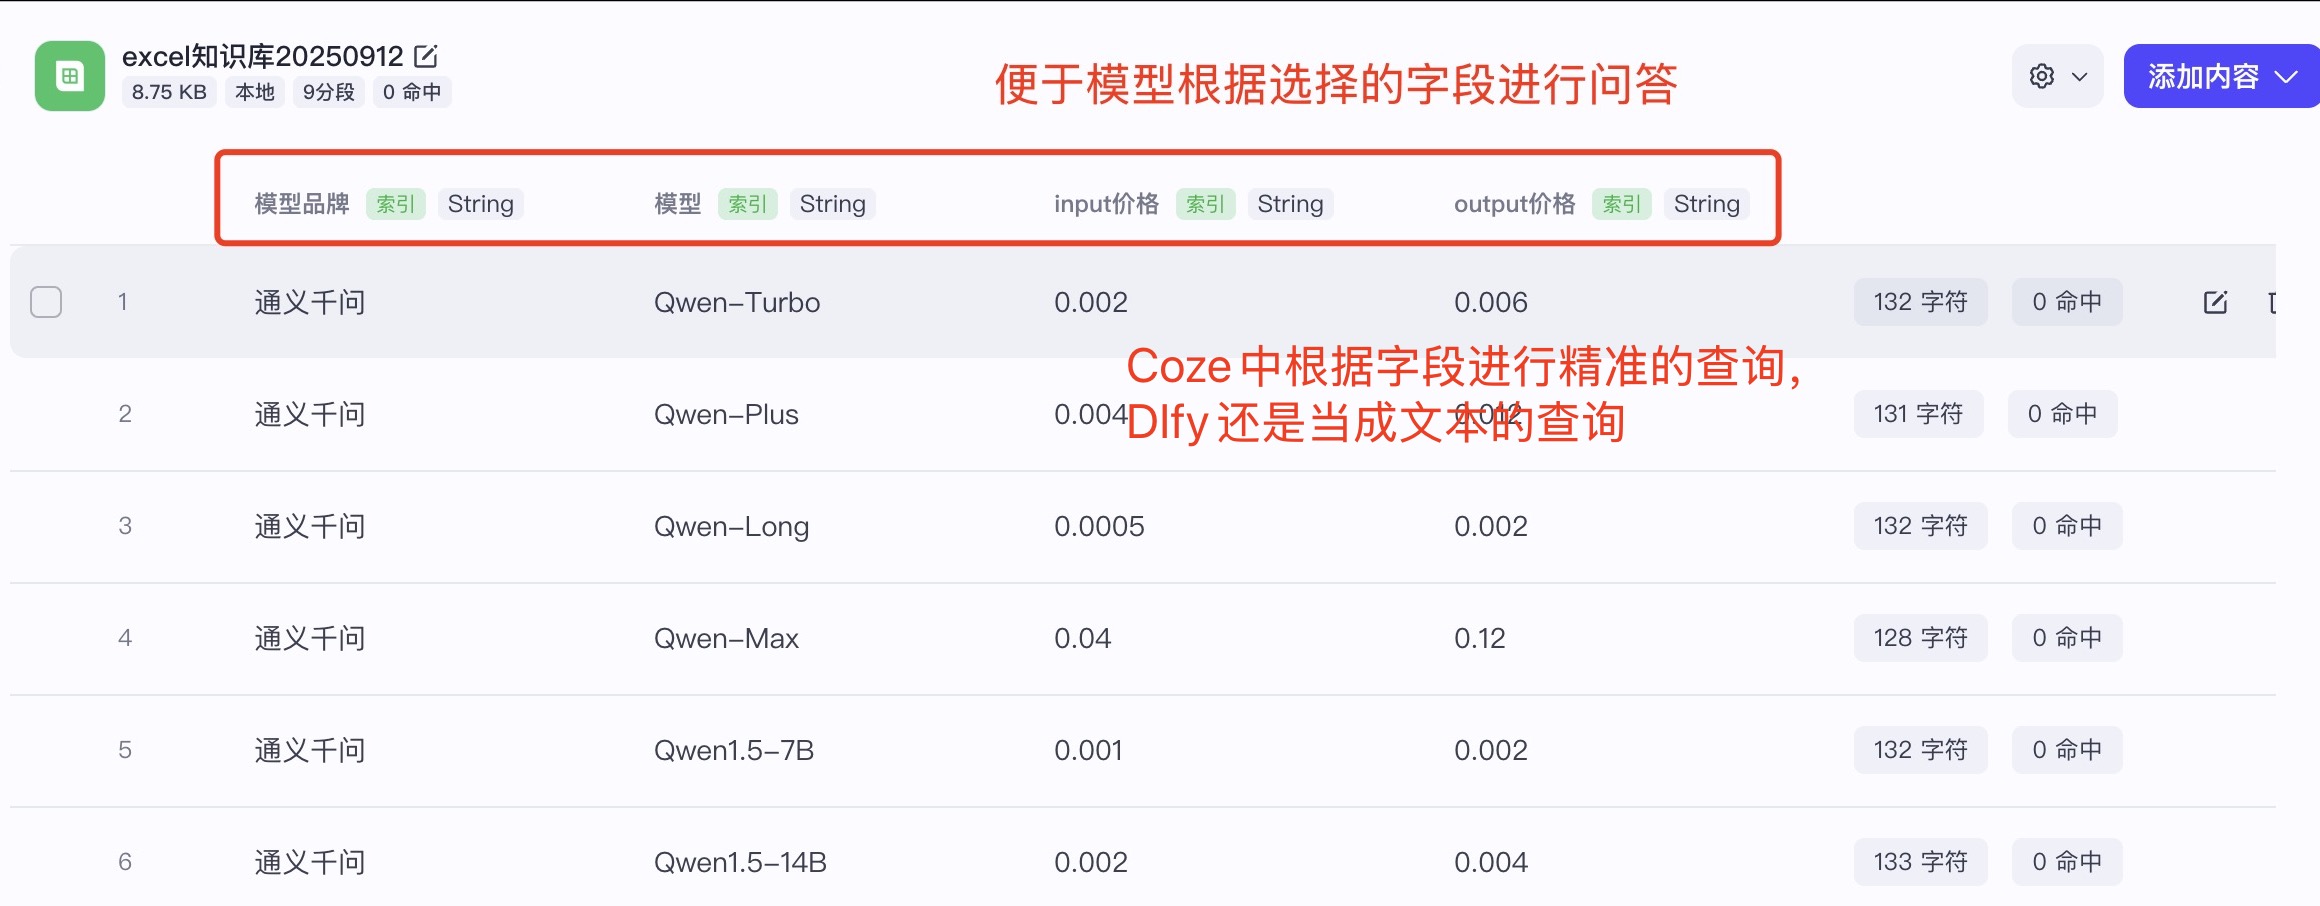 excel知识库20250912
8.75 KB 本地 9分段 0 命中
便于模型根据选择的字段进行问答
添加内容
模型品牌 索引 String 模型 索引 String input价格 索引 String output价格 索引 String
1 通义千问 Qwen-Turbo 0.002 0.006 132 字符 0 命中
Coze中根据字段进行精准的查询,
2 通义千问 Qwen-Plus 0.004 0.012 131 字符 0 命中
DIfy还是当成文本的查询
3 通义千问 Qwen-Long 0.0005 0.002 132 字符 0 命中
4 通义千问 Qwen-Max 0.04 0.12 128 字符 0 命中
5 通义千问 Qwen1.5-7B 0.001 0.002 132 字符 0 命中
6 通义千问 Qwen1.5-14B 0.002 0.004 133 字符 0 命中